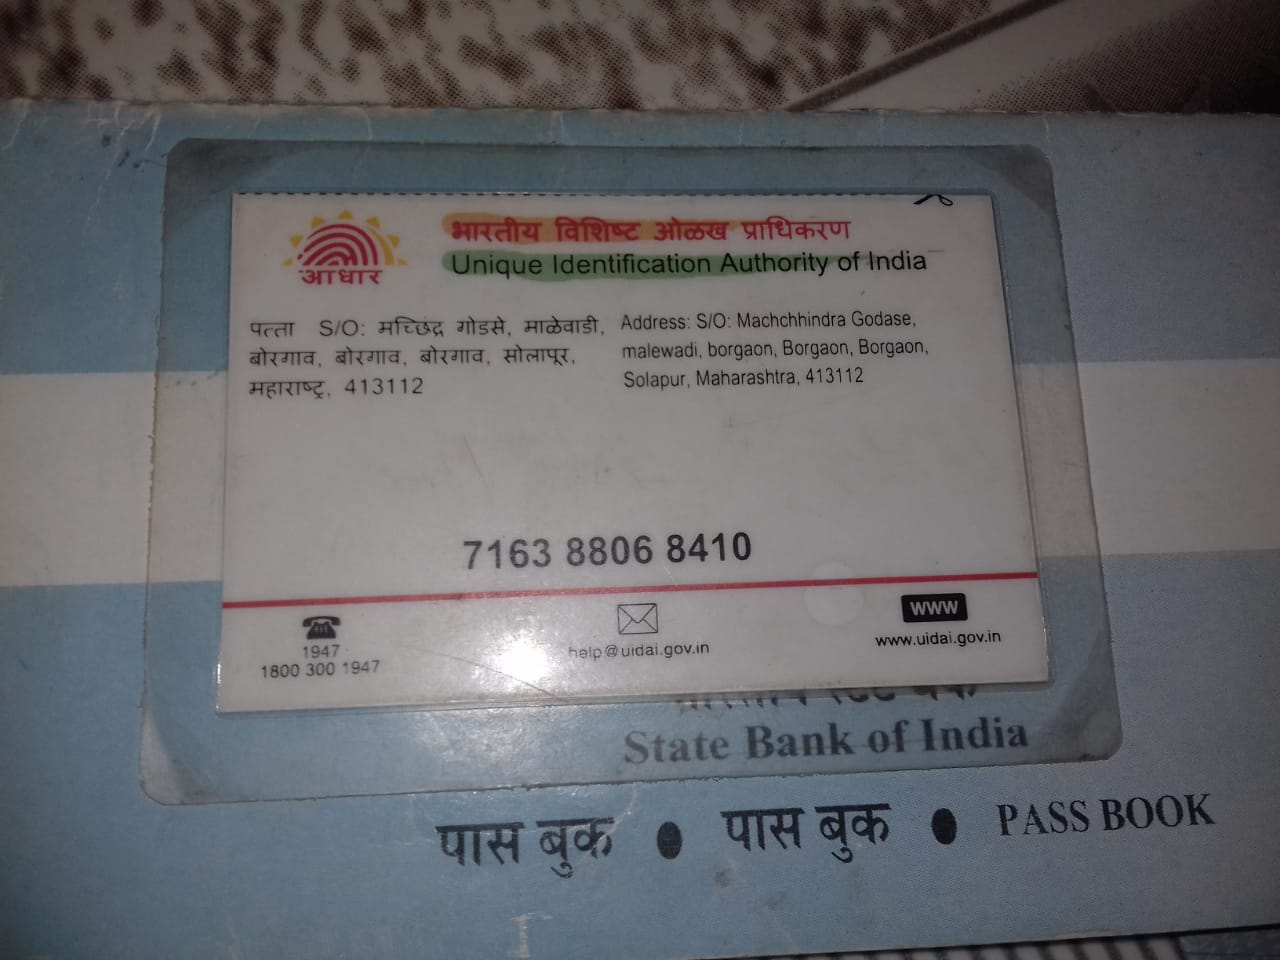 भारतीय विशिष्ट ओळख प्राधिकरण
Unique Identification Authority of India
आधार
पत्ता S/O: मच्छिंद्र गोडसे, माळेवाडी,
बोरगाव, बोरगाव, बोरगाव, सोलापूर,
महाराष्ट्र, 413112
Address: S/O: Machchhindra Godase,
malewadi, borgaon, Borgaon, Borgaon,
Solapur, Maharashtra, 413112
7163 8806 8410
1947
1800 300 1947
help@uidai.gov.in
WWW
www.uidai.gov.in
State Bank of India
पास बुक ● पास बुक ● PASS BOOK